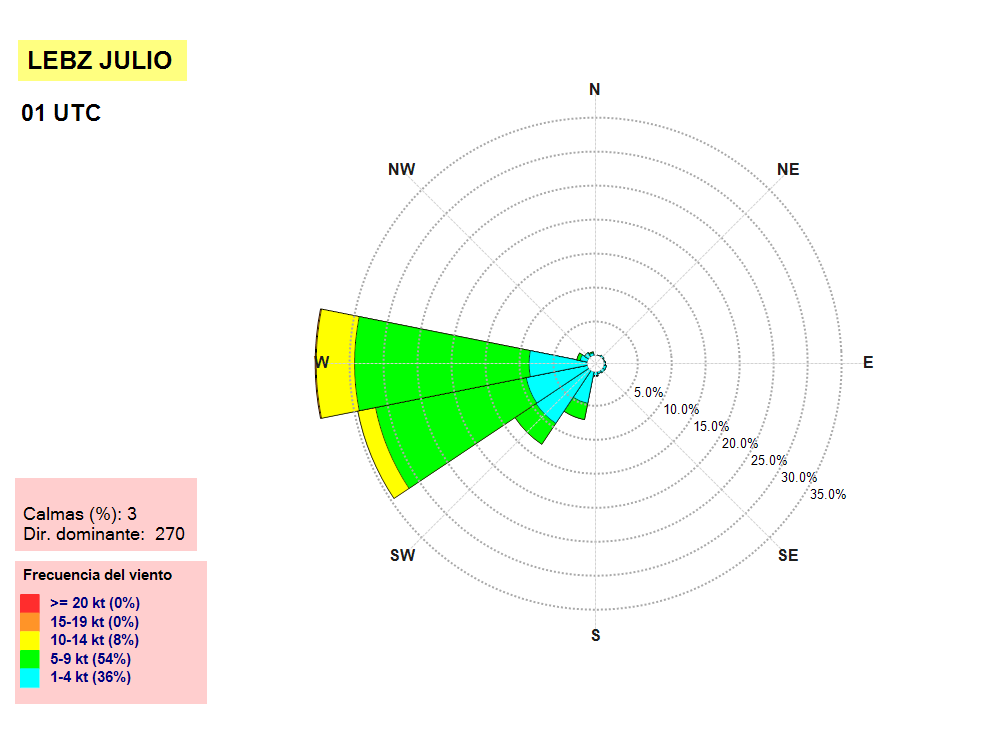 LEBZ JULIO
01 UTC
N
NW
NE
W
E
5.0%
10.0%
15.0%
20.0%
25.0%
30.0%
35.0%
SW
SE
S
Calmas (%): 3
Dir. dominante: 270
Frecuencia del viento
>= 20 kt (0%)
15-19 kt (0%)
10-14 kt (8%)
5-9 kt (54%)
1-4 kt (36%)